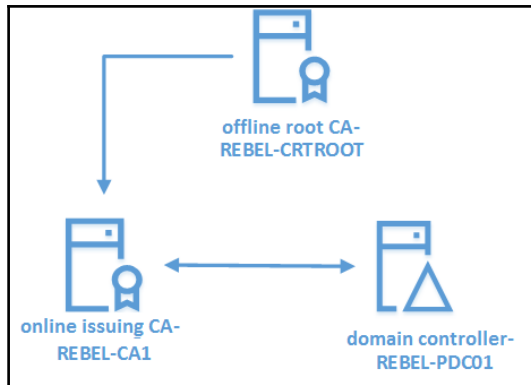 offline root CA-
REBEL-CRTROOT
online issuing CA-
REBEL-CA1
domain controller-
REBEL-PDC01